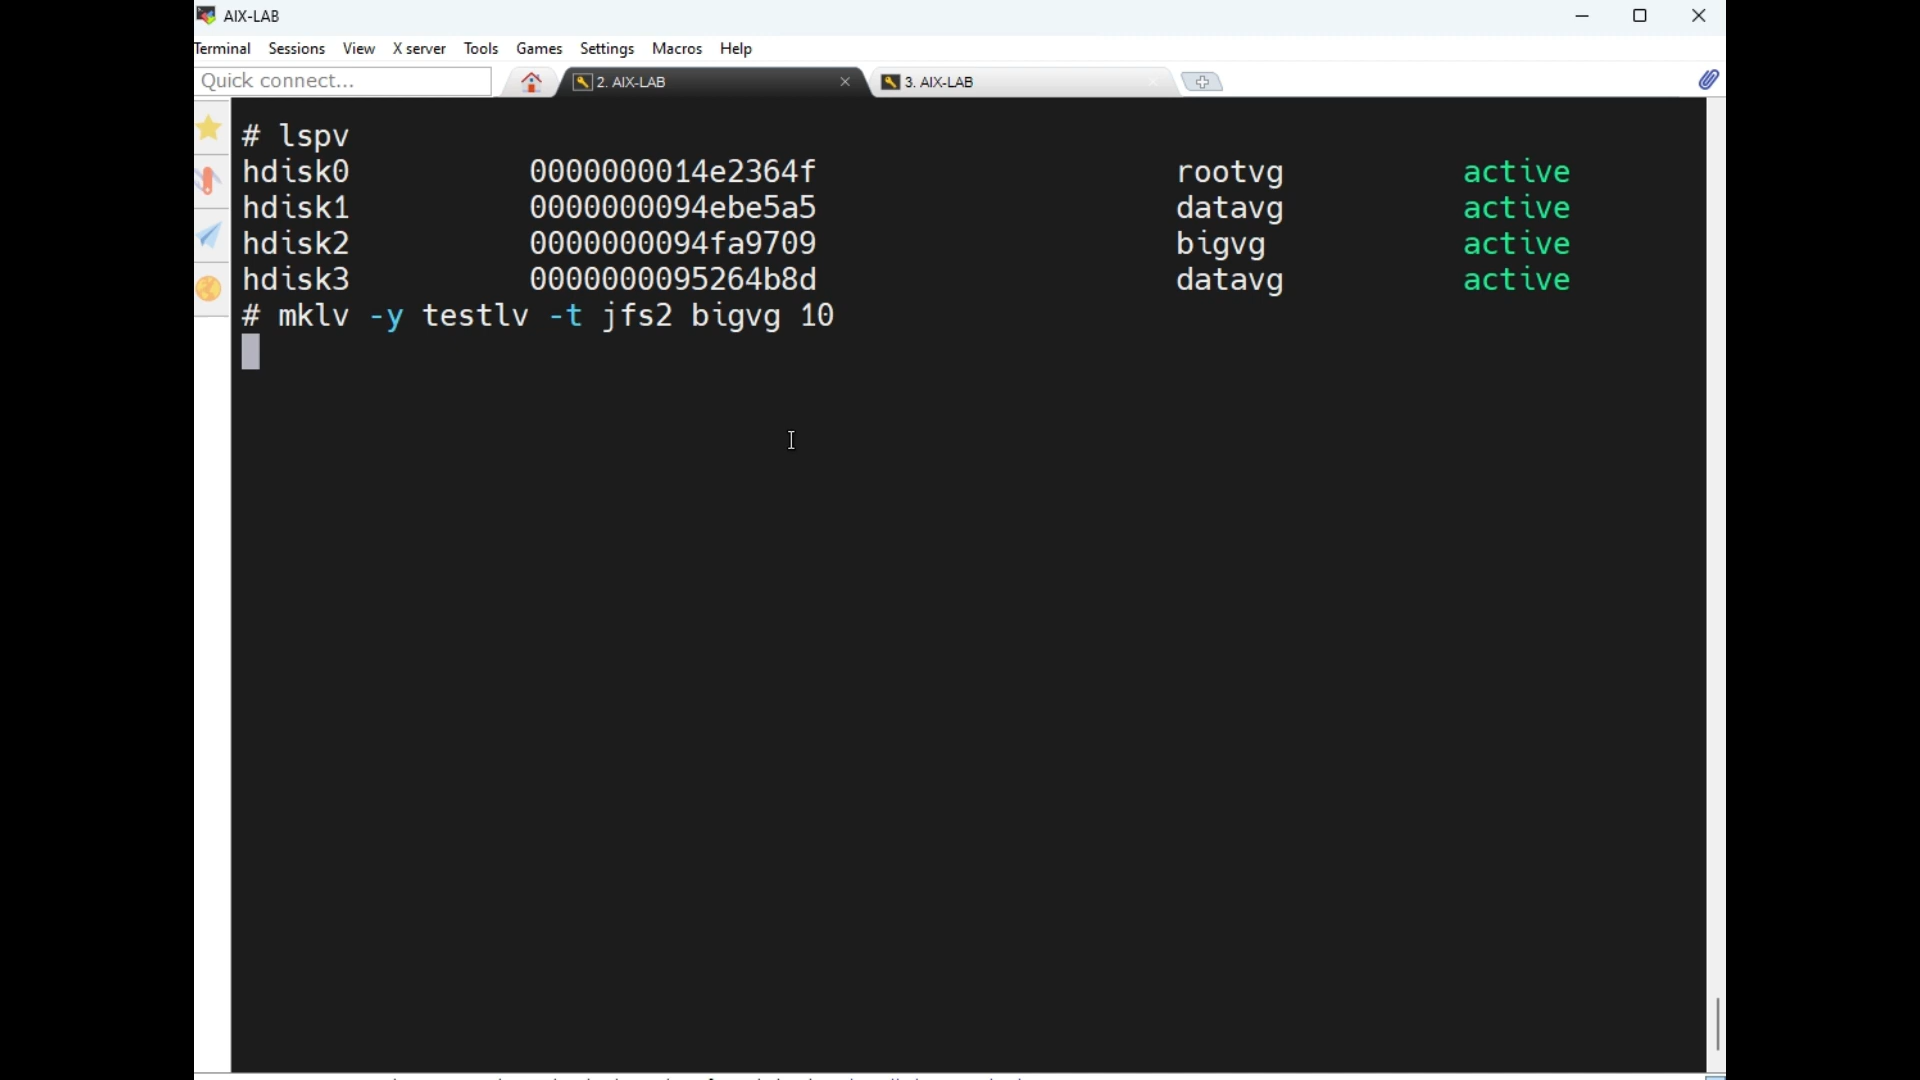 AIX-LAB
Terminal Sessions View X server Tools Games Settings Macros Help
Quick connect... 2. AIX-LAB 3. AIX-LAB
# lspv
hdisk0 0000000014e2364f rootvg active
hdisk1 0000000094ebe5a5 datavg active
hdisk2 0000000094fa9709 bigvg active
hdisk3 0000000095264b8d datavg active
# mklv -y testlv -t jfs2 bigvg 10